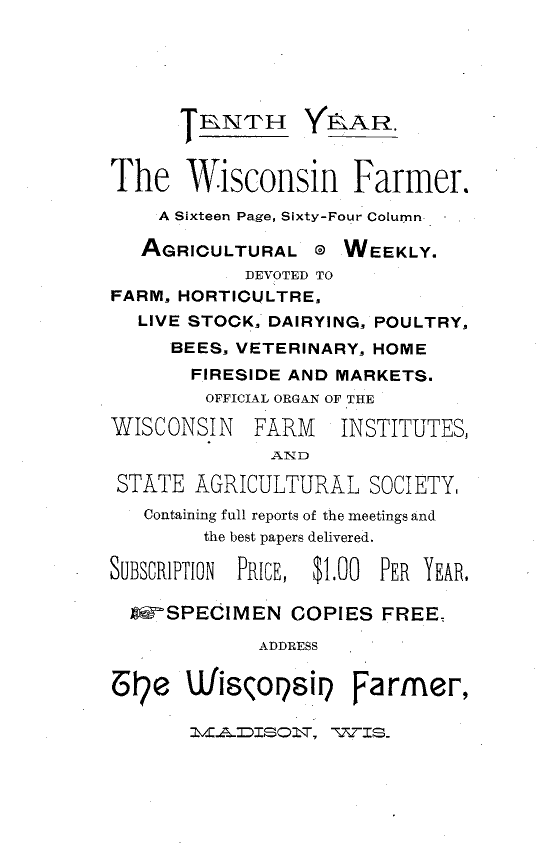 TENTH YEAR.
The Wisconsin Farmer.
A Sixteen Page, Sixty-Four Column
AGRICULTURAL ⌾ WEEKLY.
DEVOTED TO
FARM, HORTICULTRE,
LIVE STOCK, DAIRYING, POULTRY,
BEES, VETERINARY, HOME
FIRESIDE AND MARKETS.
OFFICIAL ORGAN OF THE
WISCONSIN FARM INSTITUTES,
AND
STATE AGRICULTURAL SOCIETY.
Containing full reports of the meetings and
the best papers delivered.
SUBSCRIPTION PRICE, $1.00 PER YEAR.
☞SPECIMEN COPIES FREE.
ADDRESS
The Wisconsin Farmer,
MADISON, WIS.